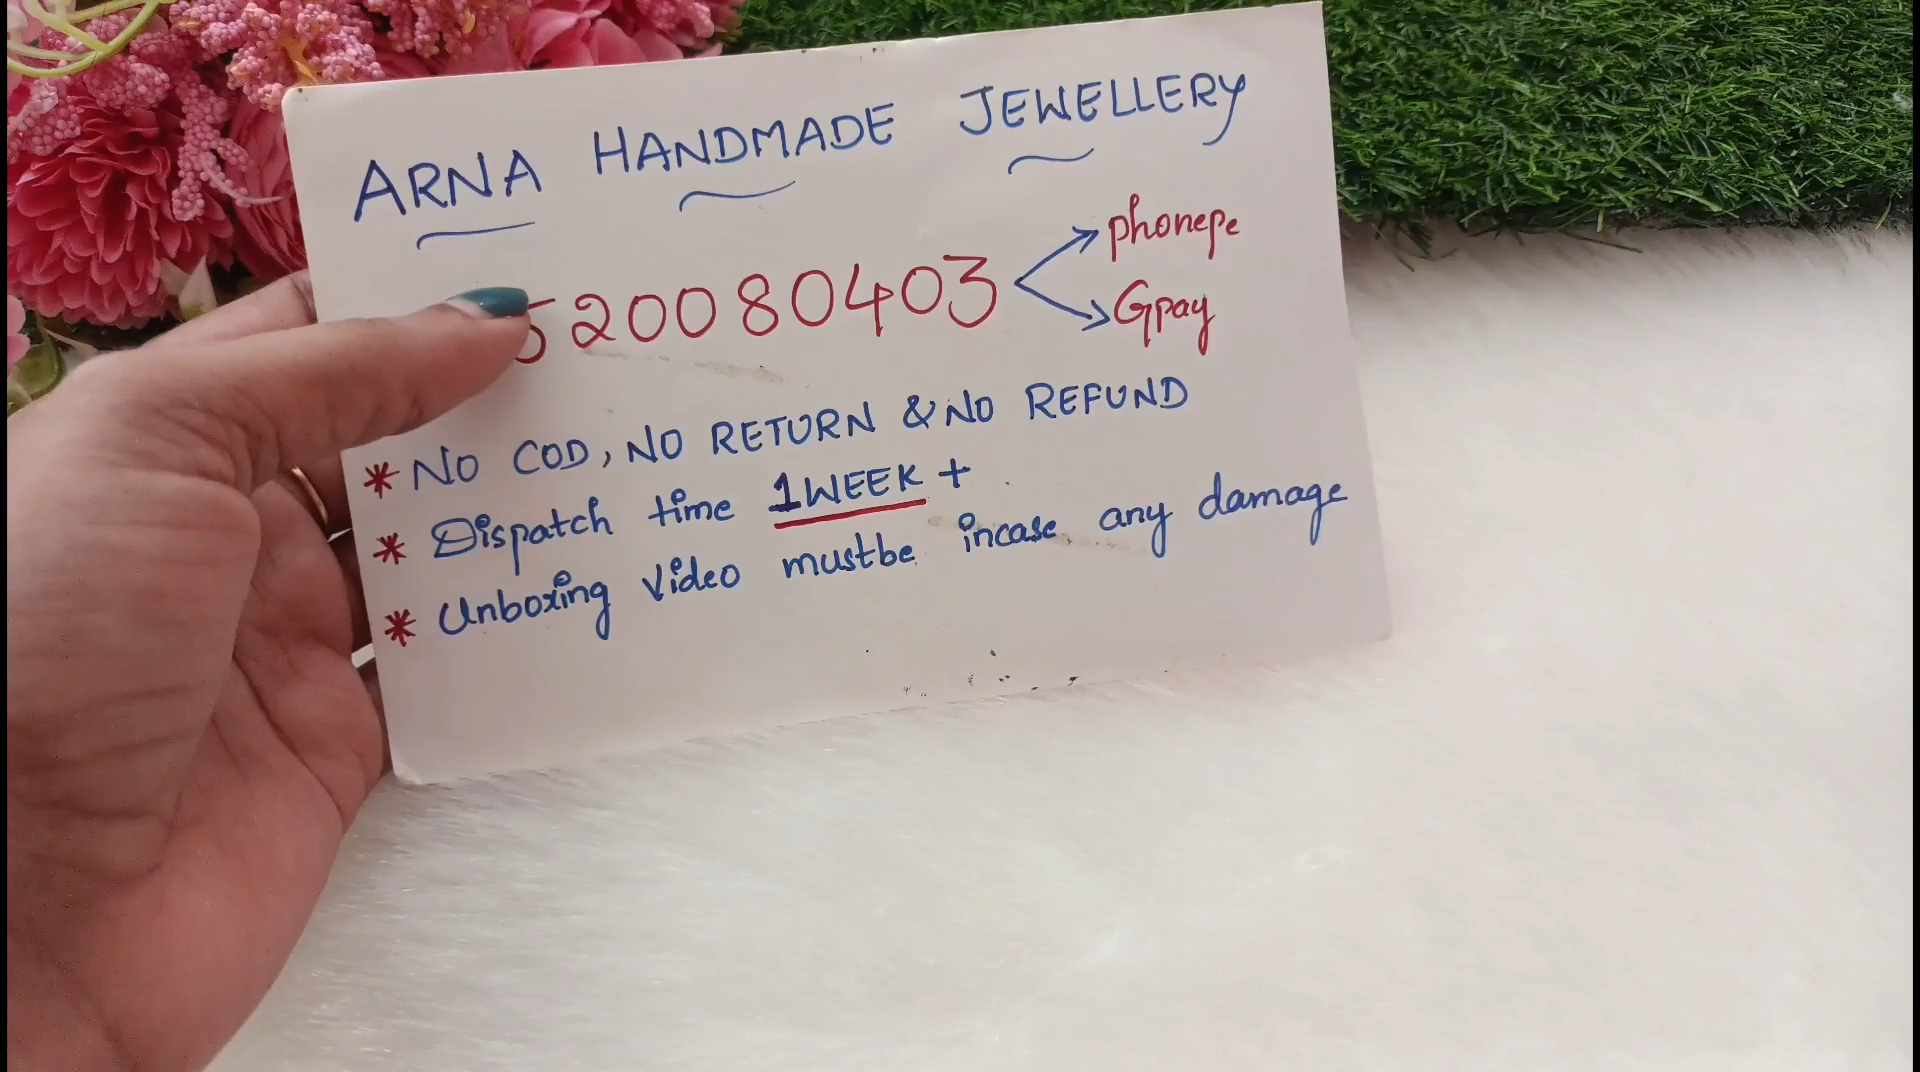 ARNA HANDMADE JEWELLERY
520080403
phonepe
Gpay
* NO COD, NO RETURN & NO REFUND
* Dispatch time 1WEEK +
* Unboxing Video mustbe incase any damage